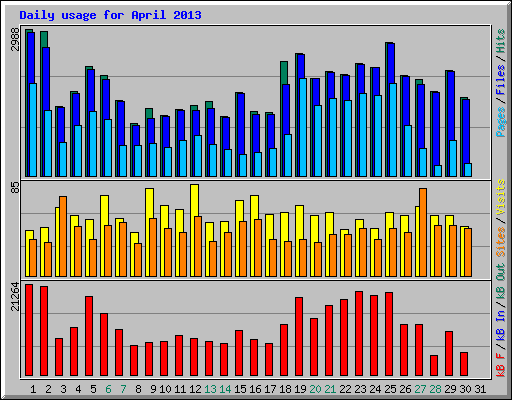 Daily usage for April 2013
2988
Pages / Files / Hits
85
Sites / Visits
21264
kB F / kB In / kB Out
1 2 3 4 5 6 7 8 9 10 11 12 13 14 15 16 17 18 19 20 21 22 23 24 25 26 27 28 29 30 31